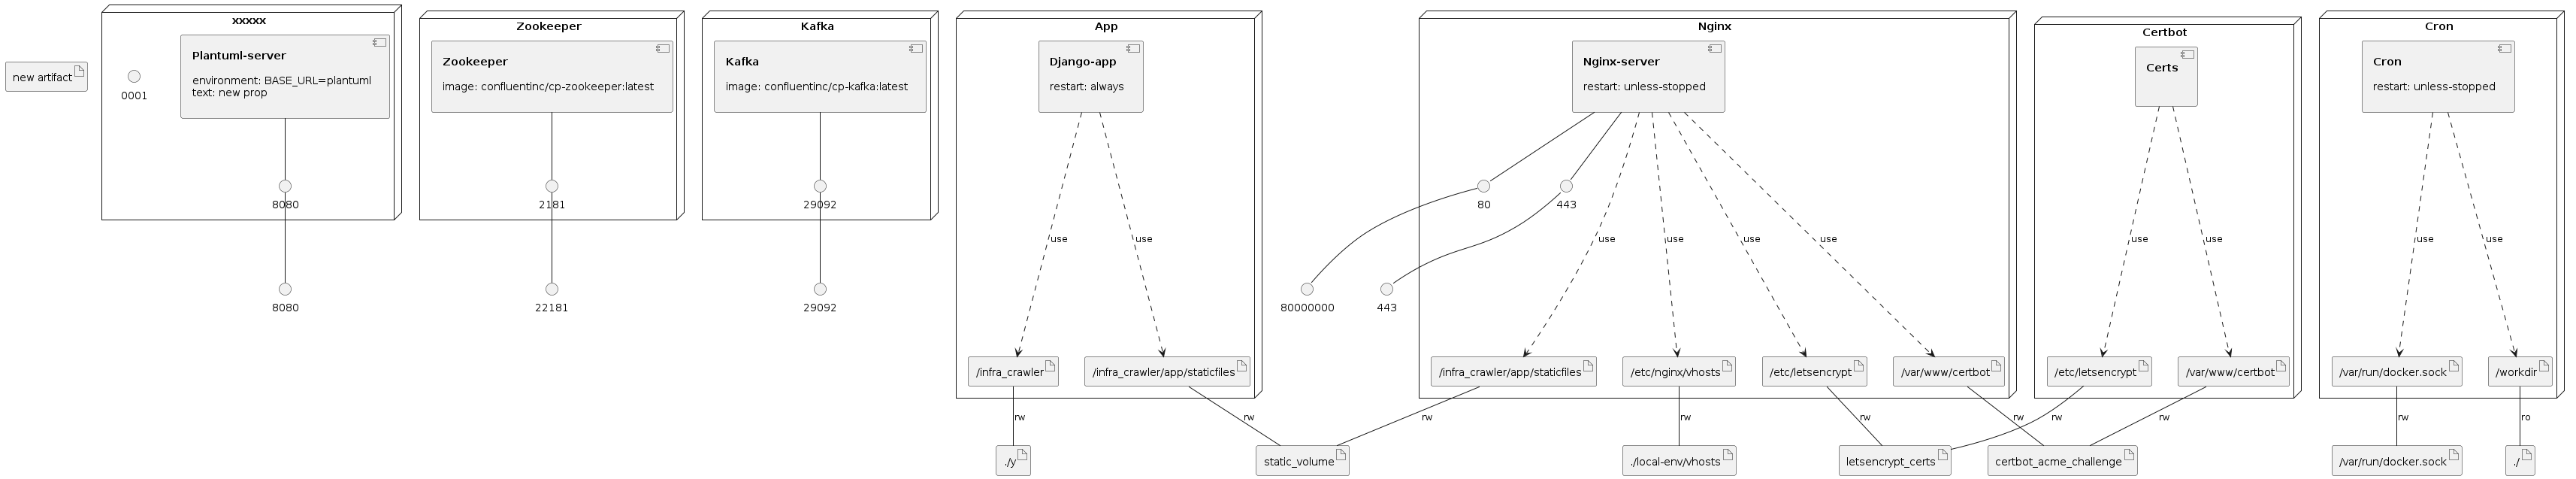 new artifact
xxxxx
Plantuml-server
environment: BASE_URL=plantuml
text: new prop
0001
8080
8080
Zookeeper
Zookeeper
image: confluentinc/cp-zookeeper:latest
2181
22181
Kafka
Kafka
image: confluentinc/cp-kafka:latest
29092
29092
App
Django-app
restart: always
use
use
/infra_crawler
/infra_crawler/app/staticfiles
rw
rw
./y
static_volume
Nginx
Nginx-server
restart: unless-stopped
80
443
80000000
443
use
use
use
use
/infra_crawler/app/staticfiles
/etc/nginx/vhosts
/etc/letsencrypt
/var/www/certbot
rw
rw
rw
rw
./local-env/vhosts
letsencrypt_certs
certbot_acme_challenge
Certbot
Certs
use
use
/etc/letsencrypt
/var/www/certbot
rw
rw
Cron
Cron
restart: unless-stopped
use
use
/var/run/docker.sock
/workdir
rw
ro
/var/run/docker.sock
./